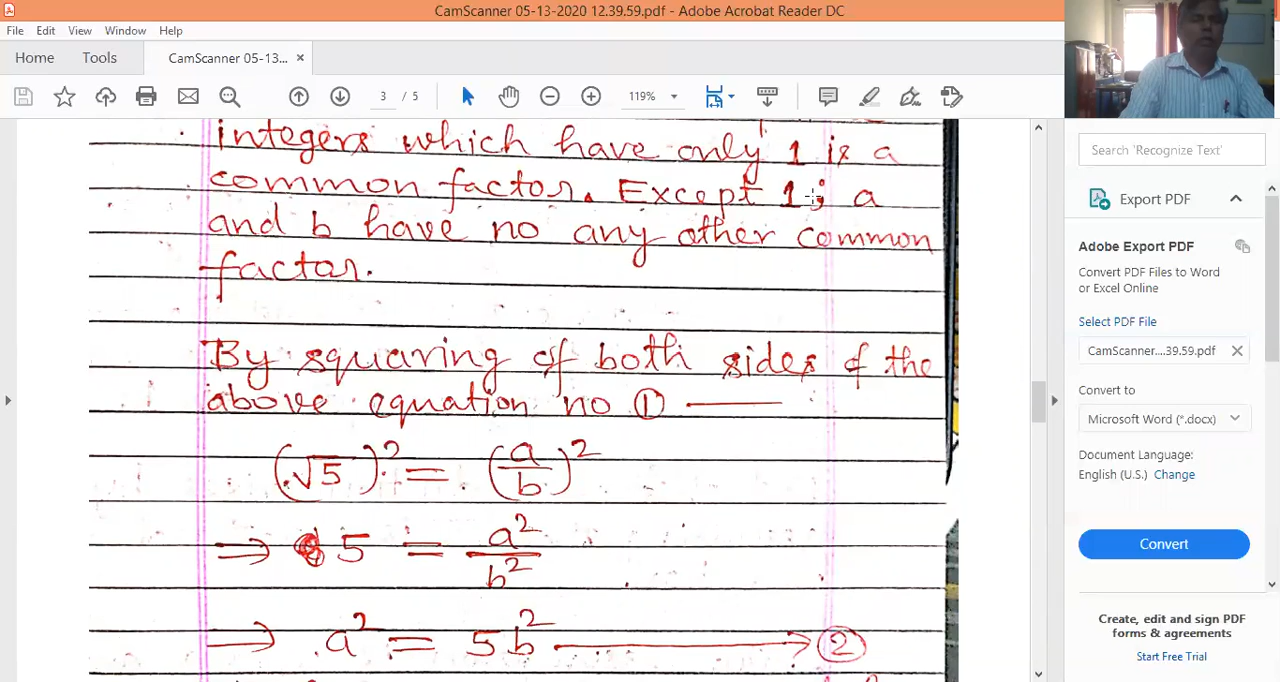 CamScanner 05-13-2020 12.39.59.pdf - Adobe Acrobat Reader DC
File Edit View Window Help
Home Tools CamScanner 05-13... ×
3 / 5 119%
integers which have only 1 is a
common factor. Except 1; a
and b have no any other common
factor.
By squaring of both sides of the
above equation no ① ——
(√5)² = (a/b)²
⇒ 5 = a²/b²
⇒ a² = 5b² ——→ ②
Search 'Recognize Text'
Export PDF
Adobe Export PDF
Convert PDF Files to Word
or Excel Online
Select PDF File
CamScanner....39.59.pdf ×
Convert to
Microsoft Word (*.docx)
Document Language:
English (U.S.) Change
Convert
Create, edit and sign PDF
forms & agreements
Start Free Trial